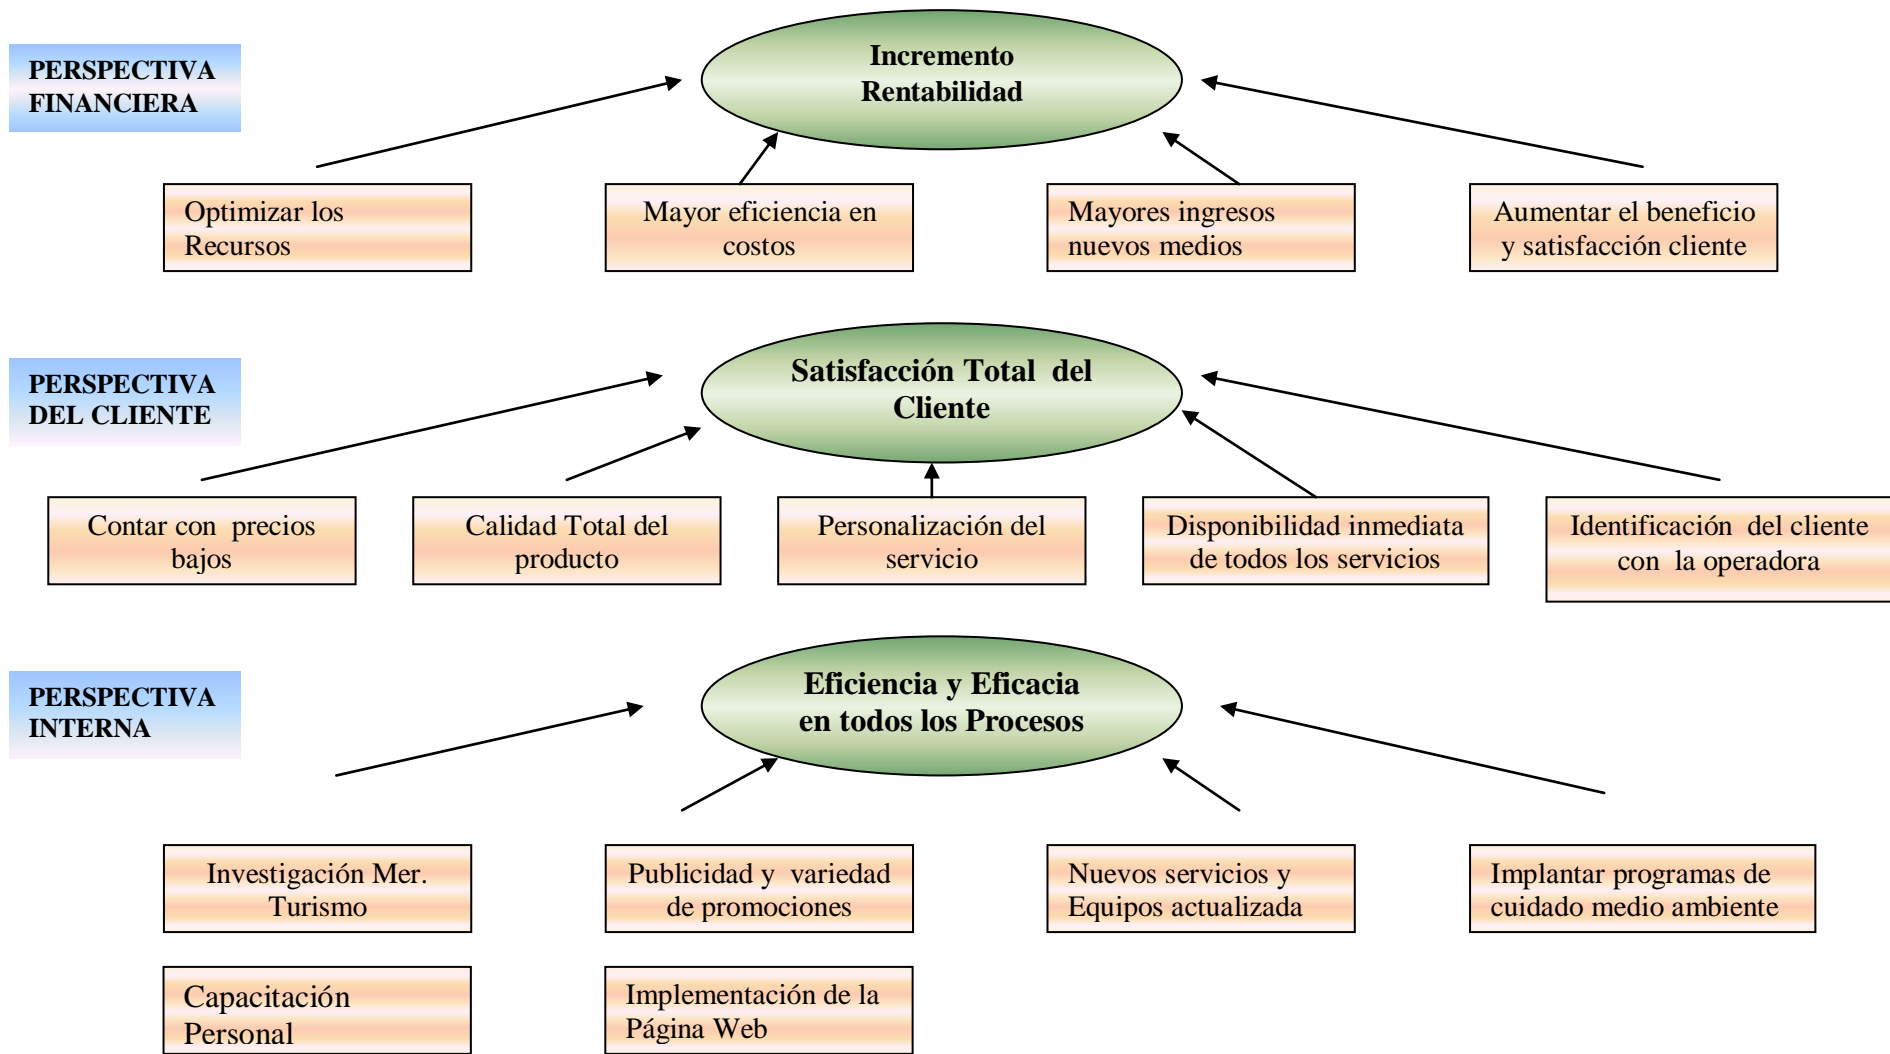 PERSPECTIVA
FINANCIERA
Incremento
Rentabilidad
Optimizar los
Recursos
Mayor eficiencia en
costos
Mayores ingresos
nuevos medios
Aumentar el beneficio
y satisfacción cliente
PERSPECTIVA
DEL CLIENTE
Satisfacción Total del
Cliente
Contar con precios
bajos
Calidad Total del
producto
Personalización del
servicio
Disponibilidad inmediata
de todos los servicios
Identificación del cliente
con la operadora
PERSPECTIVA
INTERNA
Eficiencia y Eficacia
en todos los Procesos
Investigación Mer.
Turismo
Publicidad y variedad
de promociones
Nuevos servicios y
Equipos actualizada
Implantar programas de
cuidado medio ambiente
Capacitación
Personal
Implementación de la
Página Web